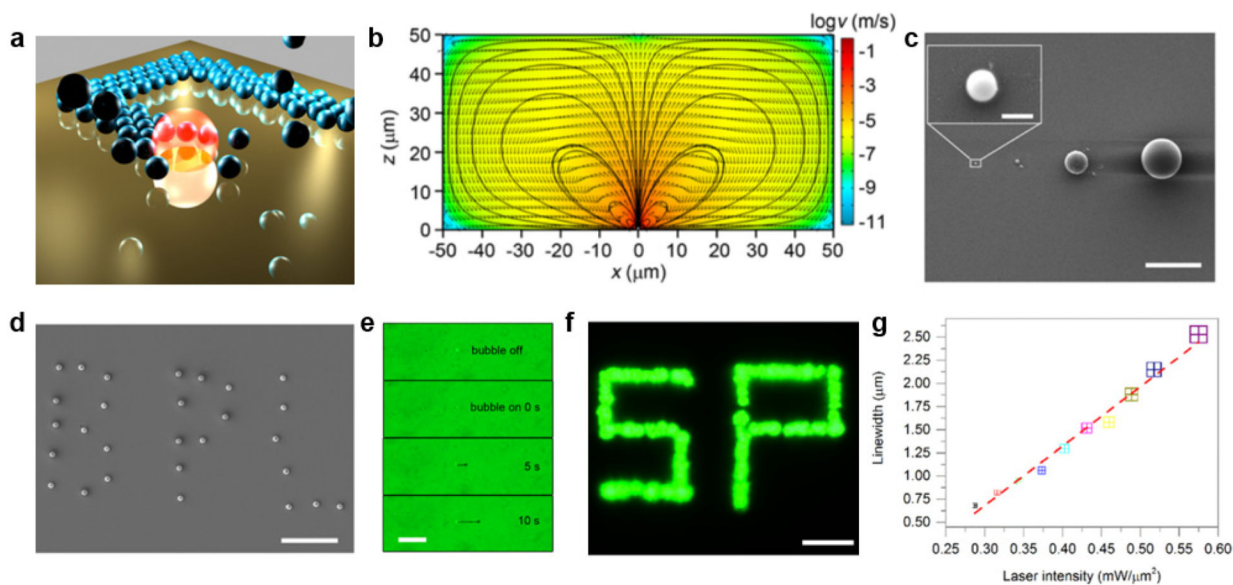 a
b
logv (m/s)
50
40
30
20
10
0
z (μm)
-50 -40 -30 -20 -10 0 10 20 30 40 50
x (μm)
-1
-3
-5
-7
-9
-11
c
d
e
bubble off
bubble on 0 s
5 s
10 s
f
SP
g
2.50
2.25
2.00
1.75
1.50
1.25
1.00
0.75
0.50
Linewidth (μm)
0.25 0.30 0.35 0.40 0.45 0.50 0.55 0.60
Laser intensity (mW/μm²)